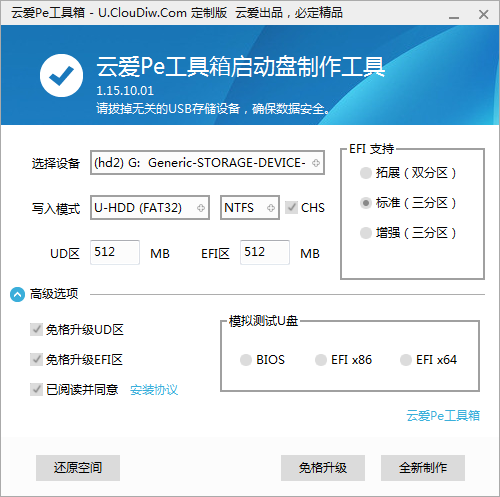 云爱Pe工具箱 - U.ClouDiw.Com 定制版  云爱出品，必定精品
云爱Pe工具箱启动盘制作工具
1.15.10.01
请拔掉无关的USB存储设备，确保数据安全。
选择设备 (hd2) G: Generic-STORAGE-DEVICE-
写入模式 U-HDD (FAT32) NTFS CHS
UD区 512 MB EFI区 512 MB
EFI 支持
拓展（双分区）
标准（三分区）
增强（三分区）
高级选项
免格升级UD区
免格升级EFI区
已阅读并同意 安装协议
模拟测试U盘
BIOS EFI x86 EFI x64
云爱Pe工具箱
还原空间 免格升级 全新制作